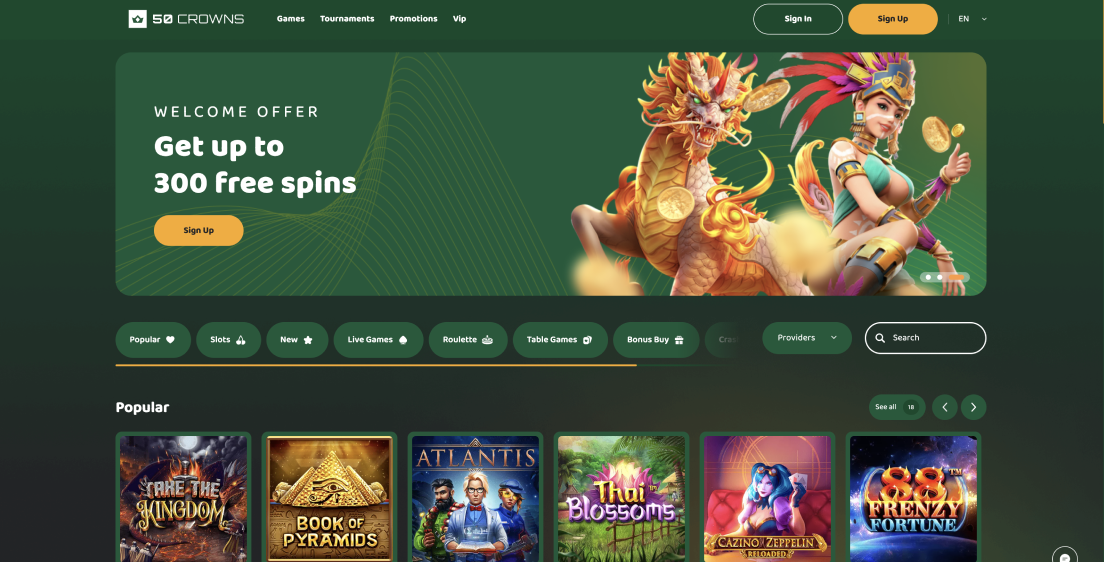 50 CROWNS
Games
Tournaments
Promotions
Vip
Sign In
Sign Up
EN
WELCOME OFFER
Get up to
300 free spins
Sign Up
Popular
Slots
New
Live Games
Roulette
Table Games
Bonus Buy
Providers
Search
Popular
See all 18
TAKE THE
KINGDOM
BOOK OF
PYRAMIDS
ATLANTIS
Thai
Blossoms
CAZINO ZEPPELIN
RELOADED
88™
FRENZY
FORTUNE